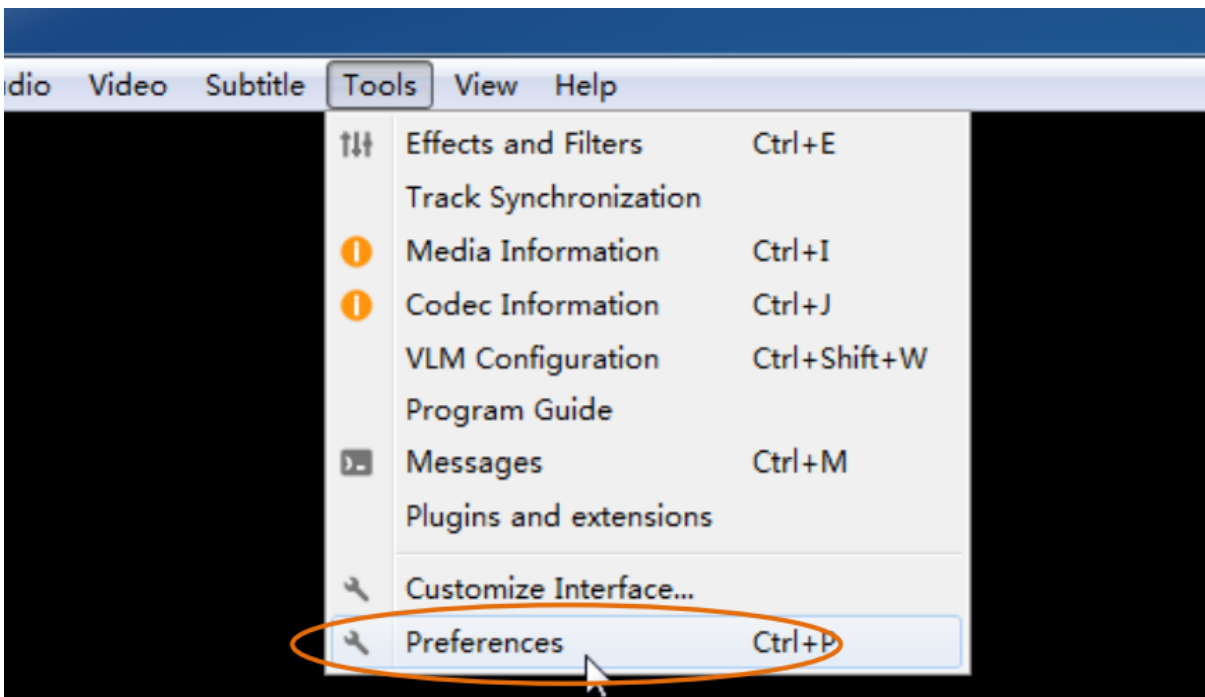 dio Video Subtitle Tools View Help
Effects and Filters Ctrl+E
Track Synchronization
Media Information Ctrl+I
Codec Information Ctrl+J
VLM Configuration Ctrl+Shift+W
Program Guide
Messages Ctrl+M
Plugins and extensions
Customize Interface...
Preferences Ctrl+P